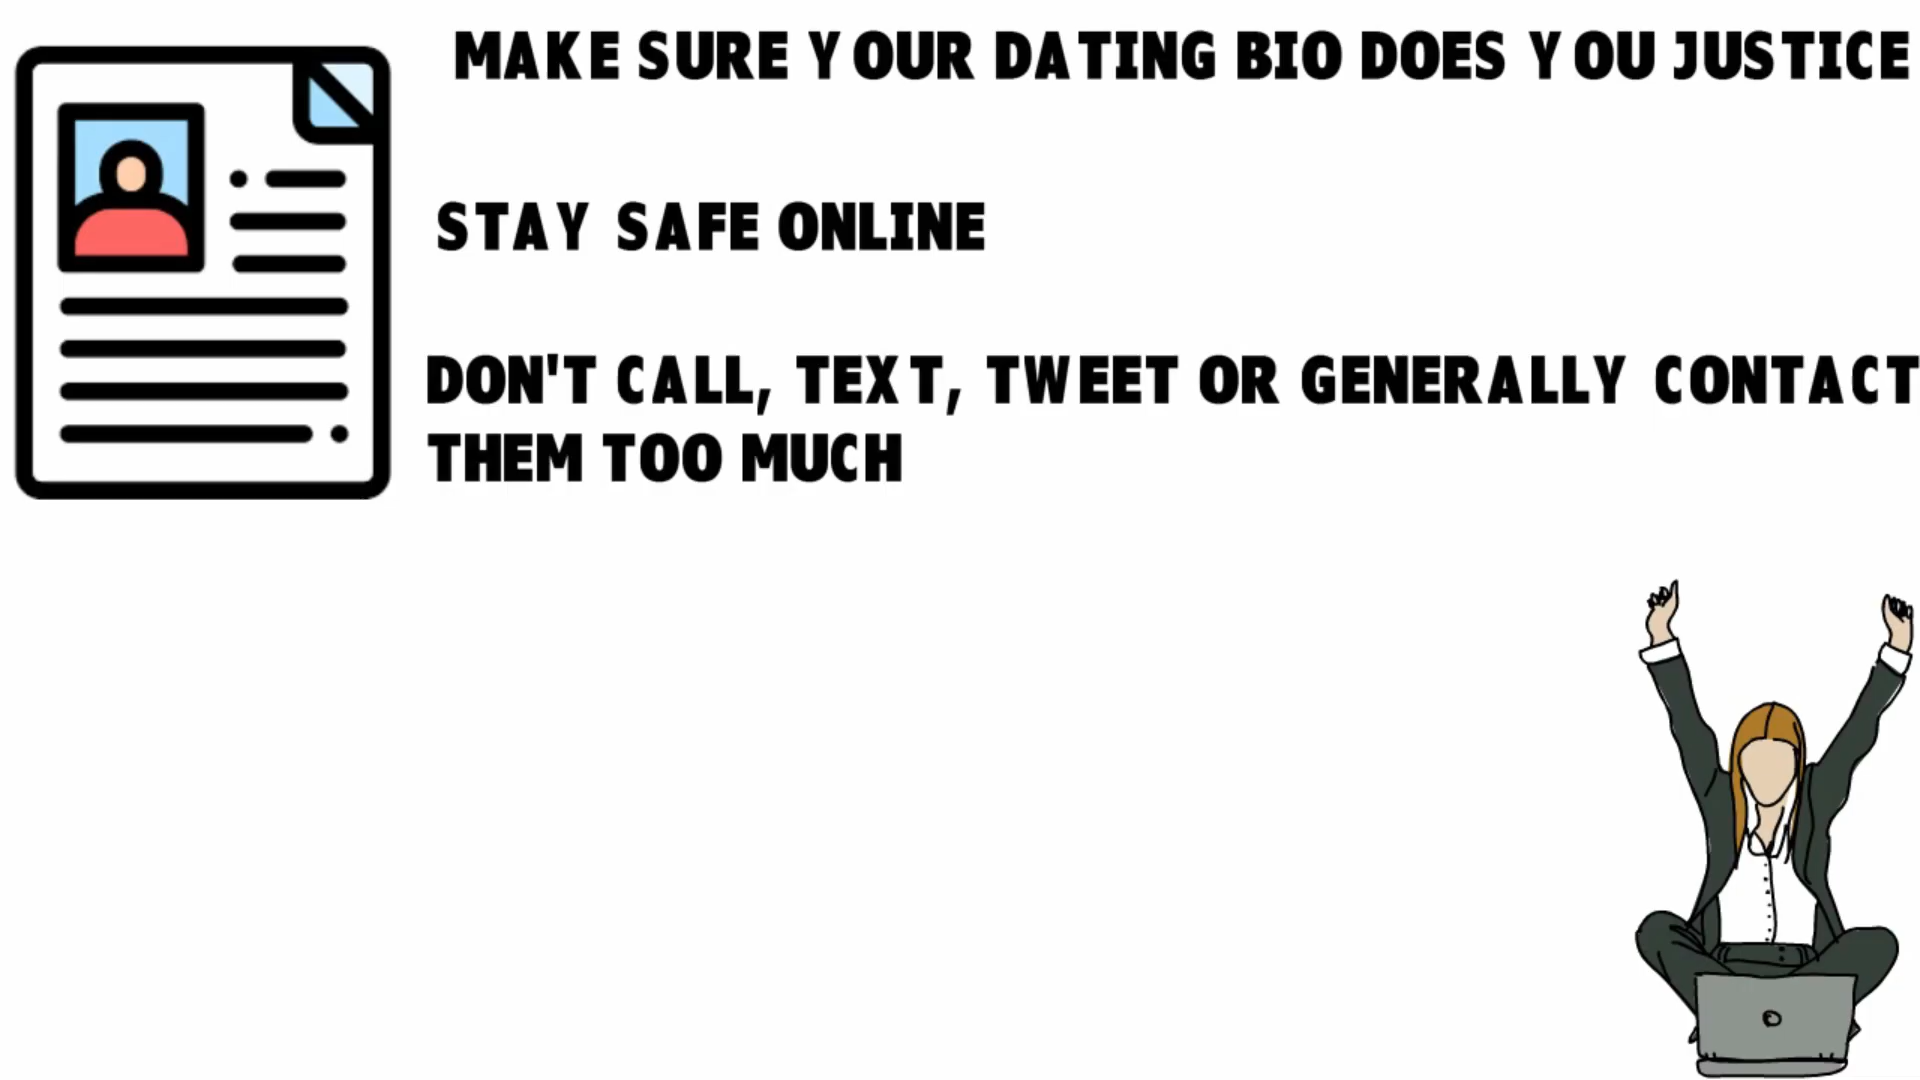 MAKE SURE YOUR DATING BIO DOES YOU JUSTICE
STAY SAFE ONLINE
DON'T CALL, TEXT, TWEET OR GENERALLY CONTACT
THEM TOO MUCH